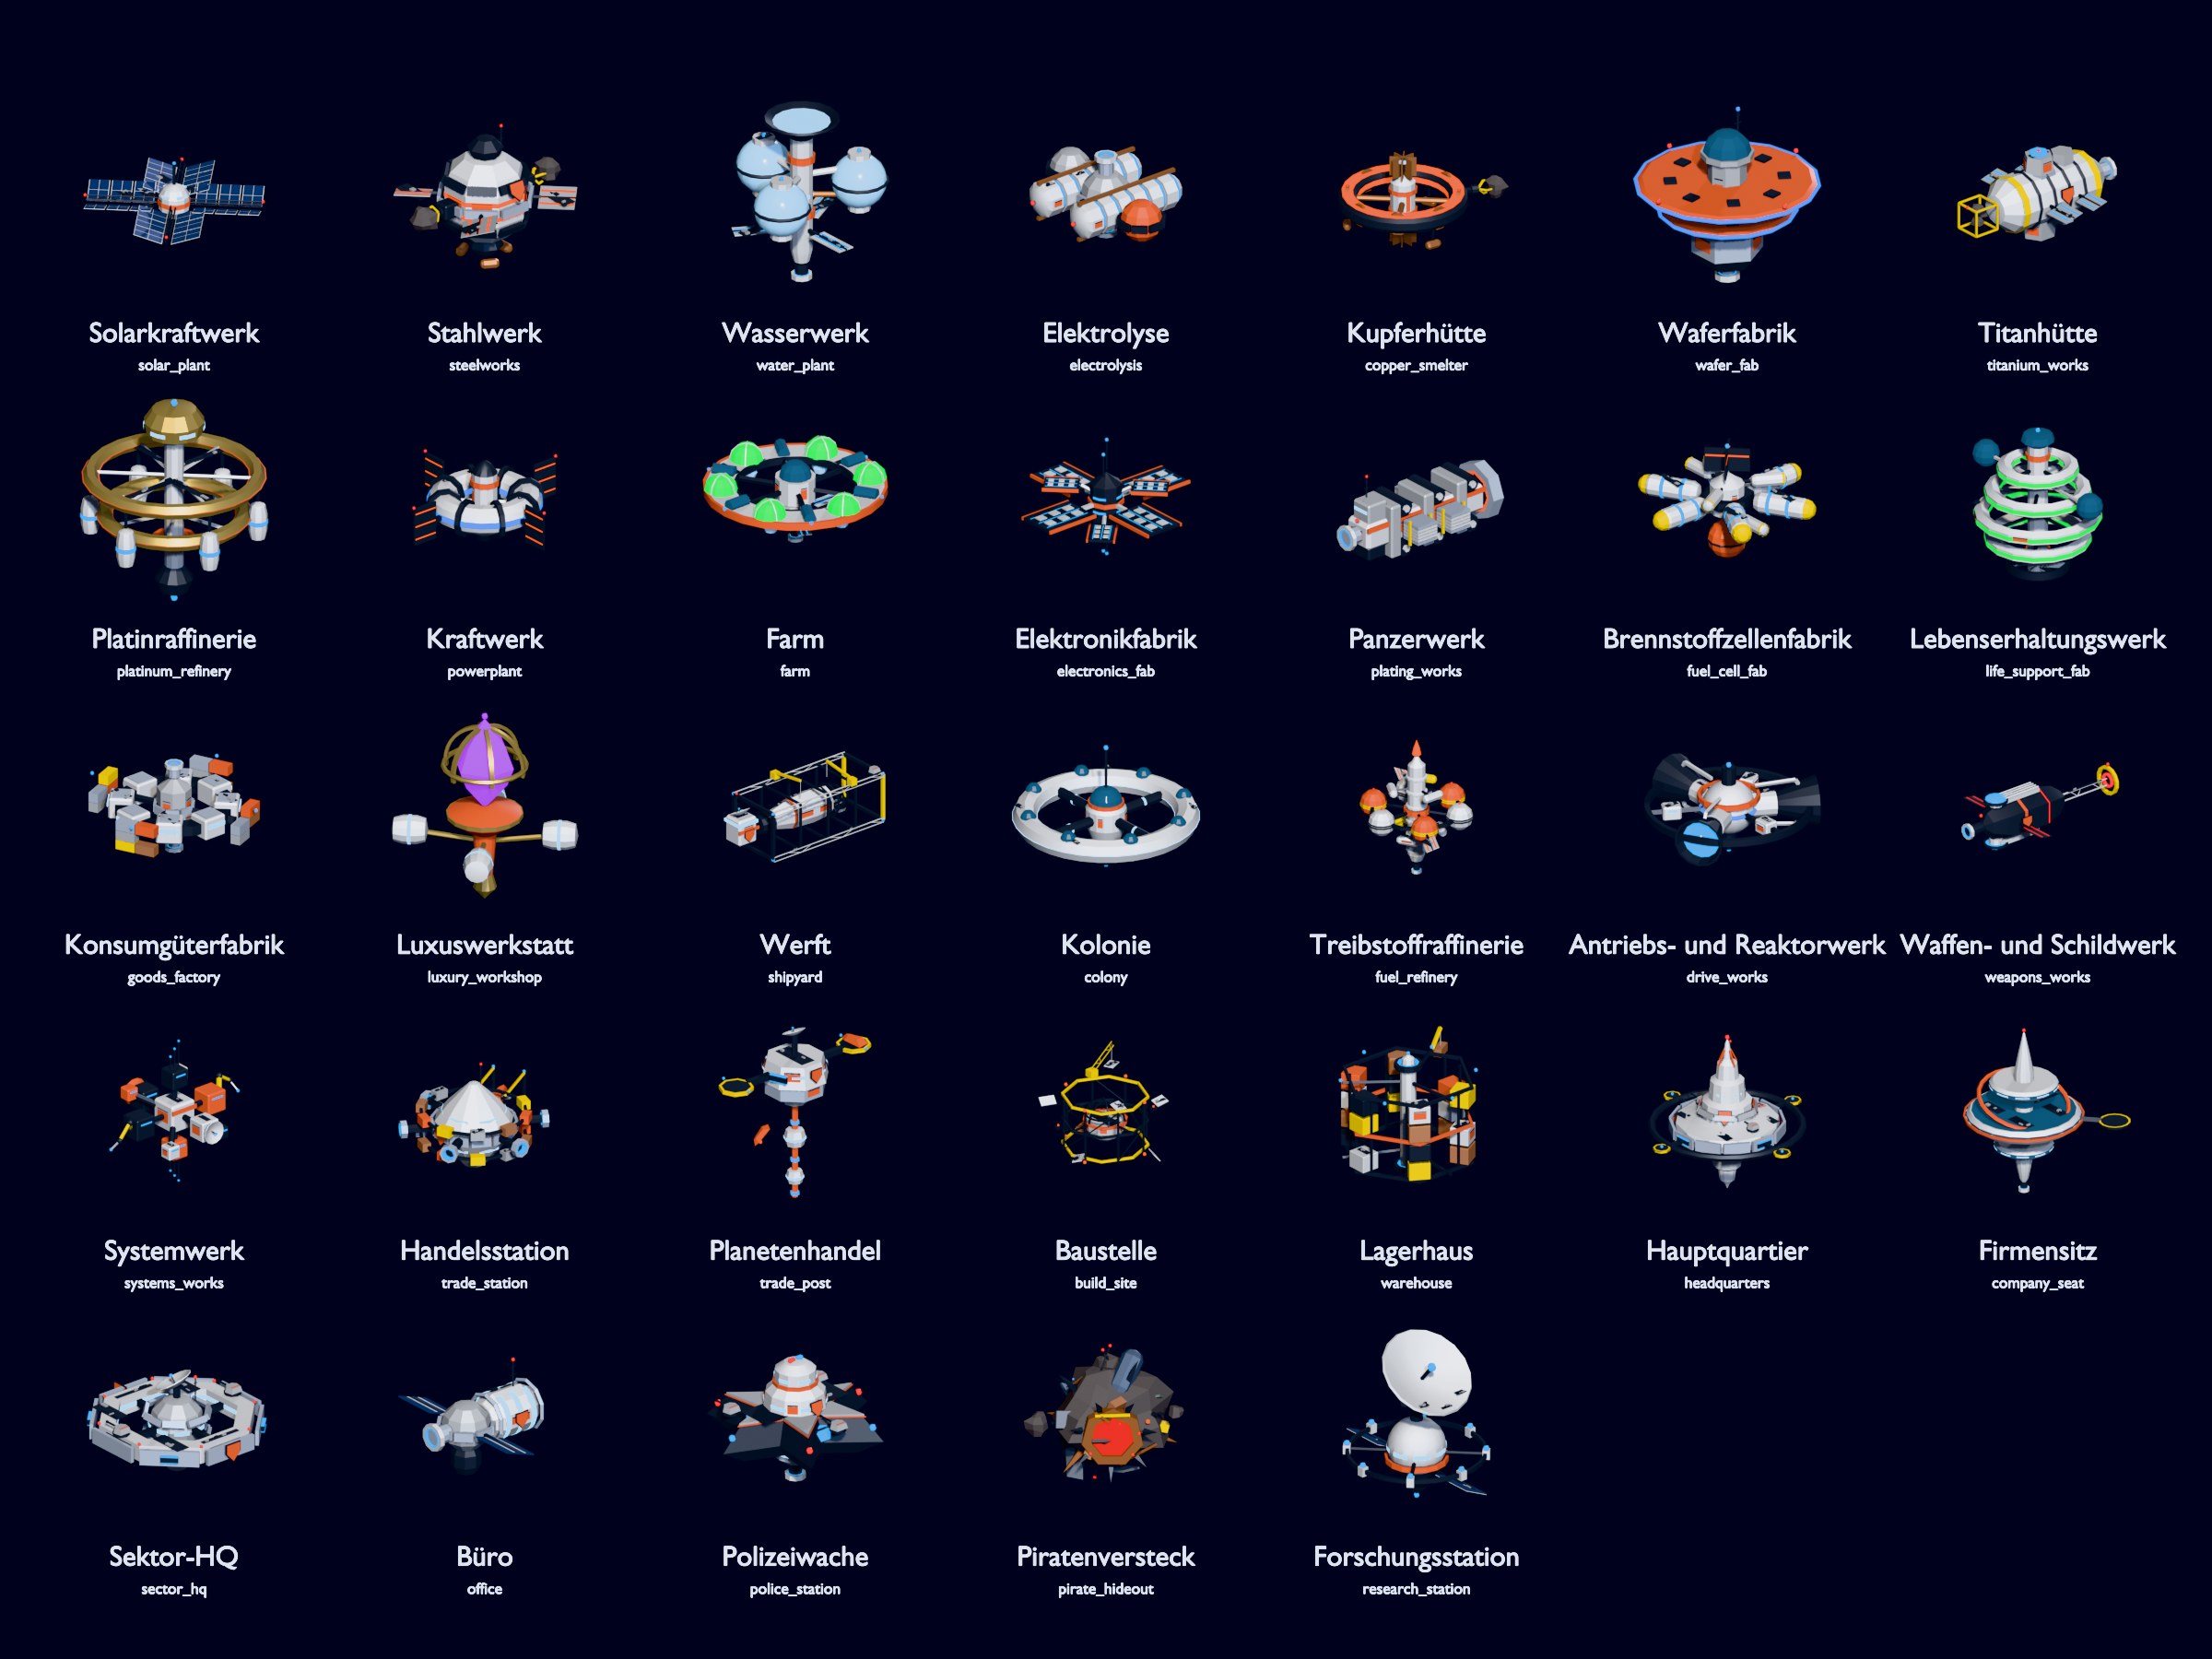 Solarkraftwerk Stahlwerk Wasserwerk Elektrolyse Kupferhütte Waferfabrik Titanhütte
solar_plant steelworks water_plant electrolysis copper_smelter wafer_fab titanium_works
Platinraffinerie Kraftwerk Farm Elektronikfabrik Panzerwerk Brennstoffzellenfabrik Lebenserhaltungswerk
platinum_refinery powerplant farm electronics_fab plating_works fuel_cell_fab life_support_fab
Konsumgüterfabrik Luxuswerkstatt Werft Kolonie Treibstoffraffinerie Antriebs- und Reaktorwerk Waffen- und Schildwerk
goods_factory luxury_workshop shipyard colony fuel_refinery drive_works weapons_works
Systemwerk Handelsstation Planetenhandel Baustelle Lagerhaus Hauptquartier Firmensitz
systems_works trade_station trade_post build_site warehouse headquarters company_seat
Sektor-HQ Büro Polizeiwache Piratenversteck Forschungsstation
sector_hq office police_station pirate_hideout research_station